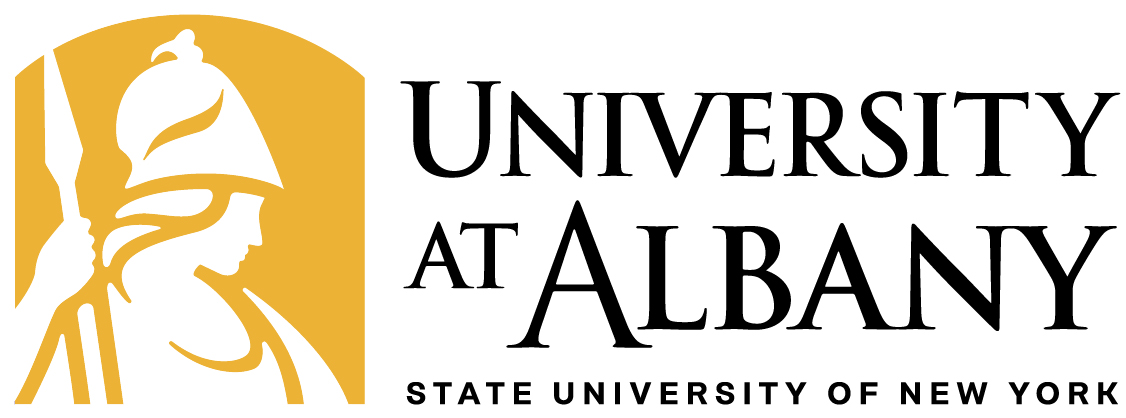 UNIVERSITY
AT ALBANY
STATE UNIVERSITY OF NEW YORK